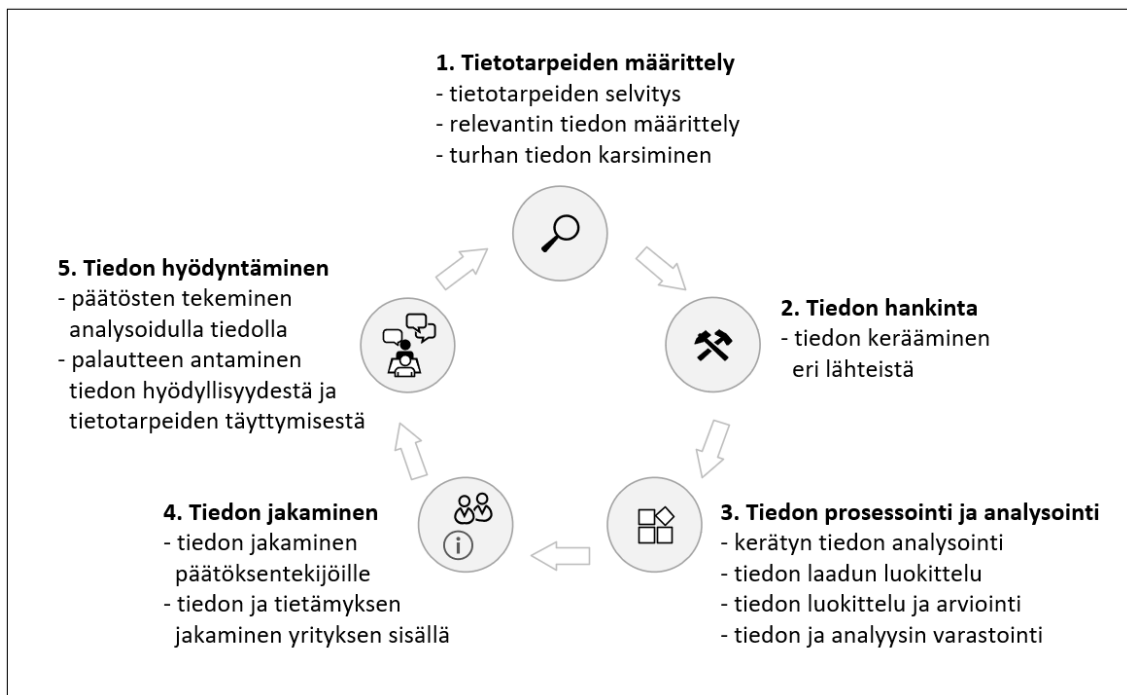 1. Tietotarpeiden määrittely
- tietotarpeiden selvitys
- relevantin tiedon määrittely
- turhan tiedon karsiminen
2. Tiedon hankinta
- tiedon kerääminen
eri lähteistä
3. Tiedon prosessointi ja analysointi
- kerätyn tiedon analysointi
- tiedon laadun luokittelu
- tiedon luokittelu ja arviointi
- tiedon ja analyysin varastointi
4. Tiedon jakaminen
- tiedon jakaminen
päätöksentekijöille
- tiedon ja tietämyksen
jakaminen yrityksen sisällä
5. Tiedon hyödyntäminen
- päätösten tekeminen
analysoidulla tiedolla
- palautteen antaminen
tiedon hyödyllisyydestä ja
tietotarpeiden täyttymisestä
i